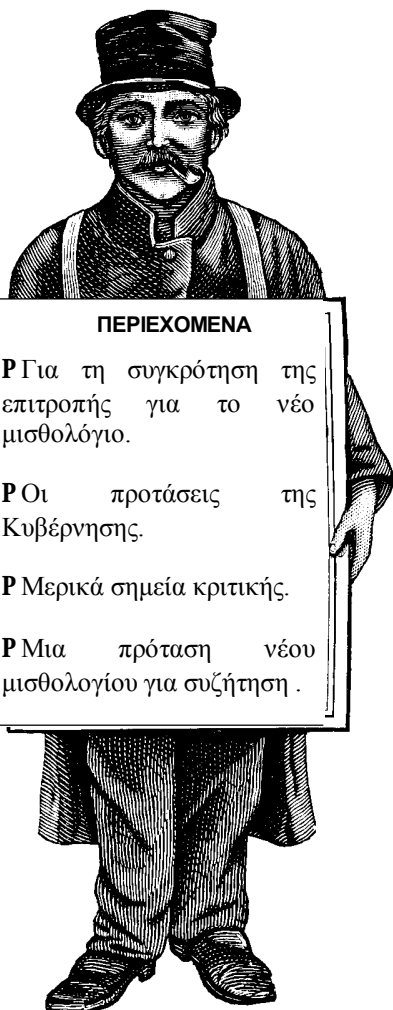 ΠΕΡΙΕΧΟΜΕΝΑ
P Για τη συγκρότηση της
επιτροπής για το νέο
μισθολόγιο.
P Οι προτάσεις της
Κυβέρνησης.
P Μερικά σημεία κριτικής.
P Μια πρόταση νέου
μισθολογίου για συζήτηση .